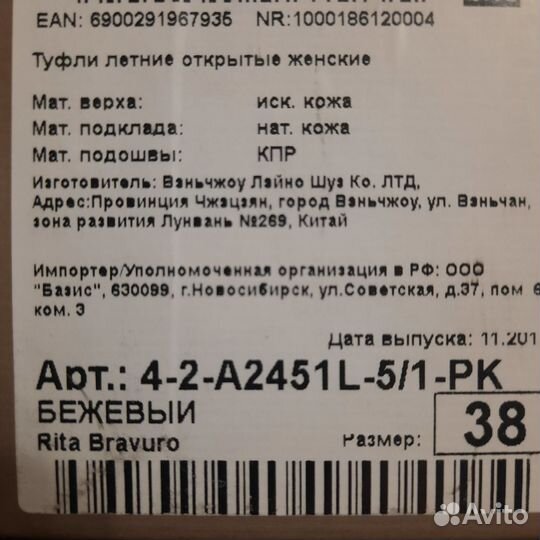 EAN: 6900291967935 NR:1000186120004
Туфли летние открытые женские
Мат. верха: иск. кожа
Мат. подклада: нат. кожа
Мат. подошвы: КПР
Изготовитель: Вэньчжоу Лэйно Шуз Ко. ЛТД,
Адрес:Провинция Чжэцзян, город Вэньчжоу, ул. Вэньчан,
зона развития Лунвань №269, Китай
Импортер/Уполномоченная организация в РФ: ООО
"Базис", 630099, г.Новосибирск, ул.Советская, д.37, пом 6
ком. 3
Дата выпуска: 11.201
Арт.: 4-2-A2451L-5/1-PK
БЕЖЕВЫЙ
Rita Bravuro Размер: 38
Avito